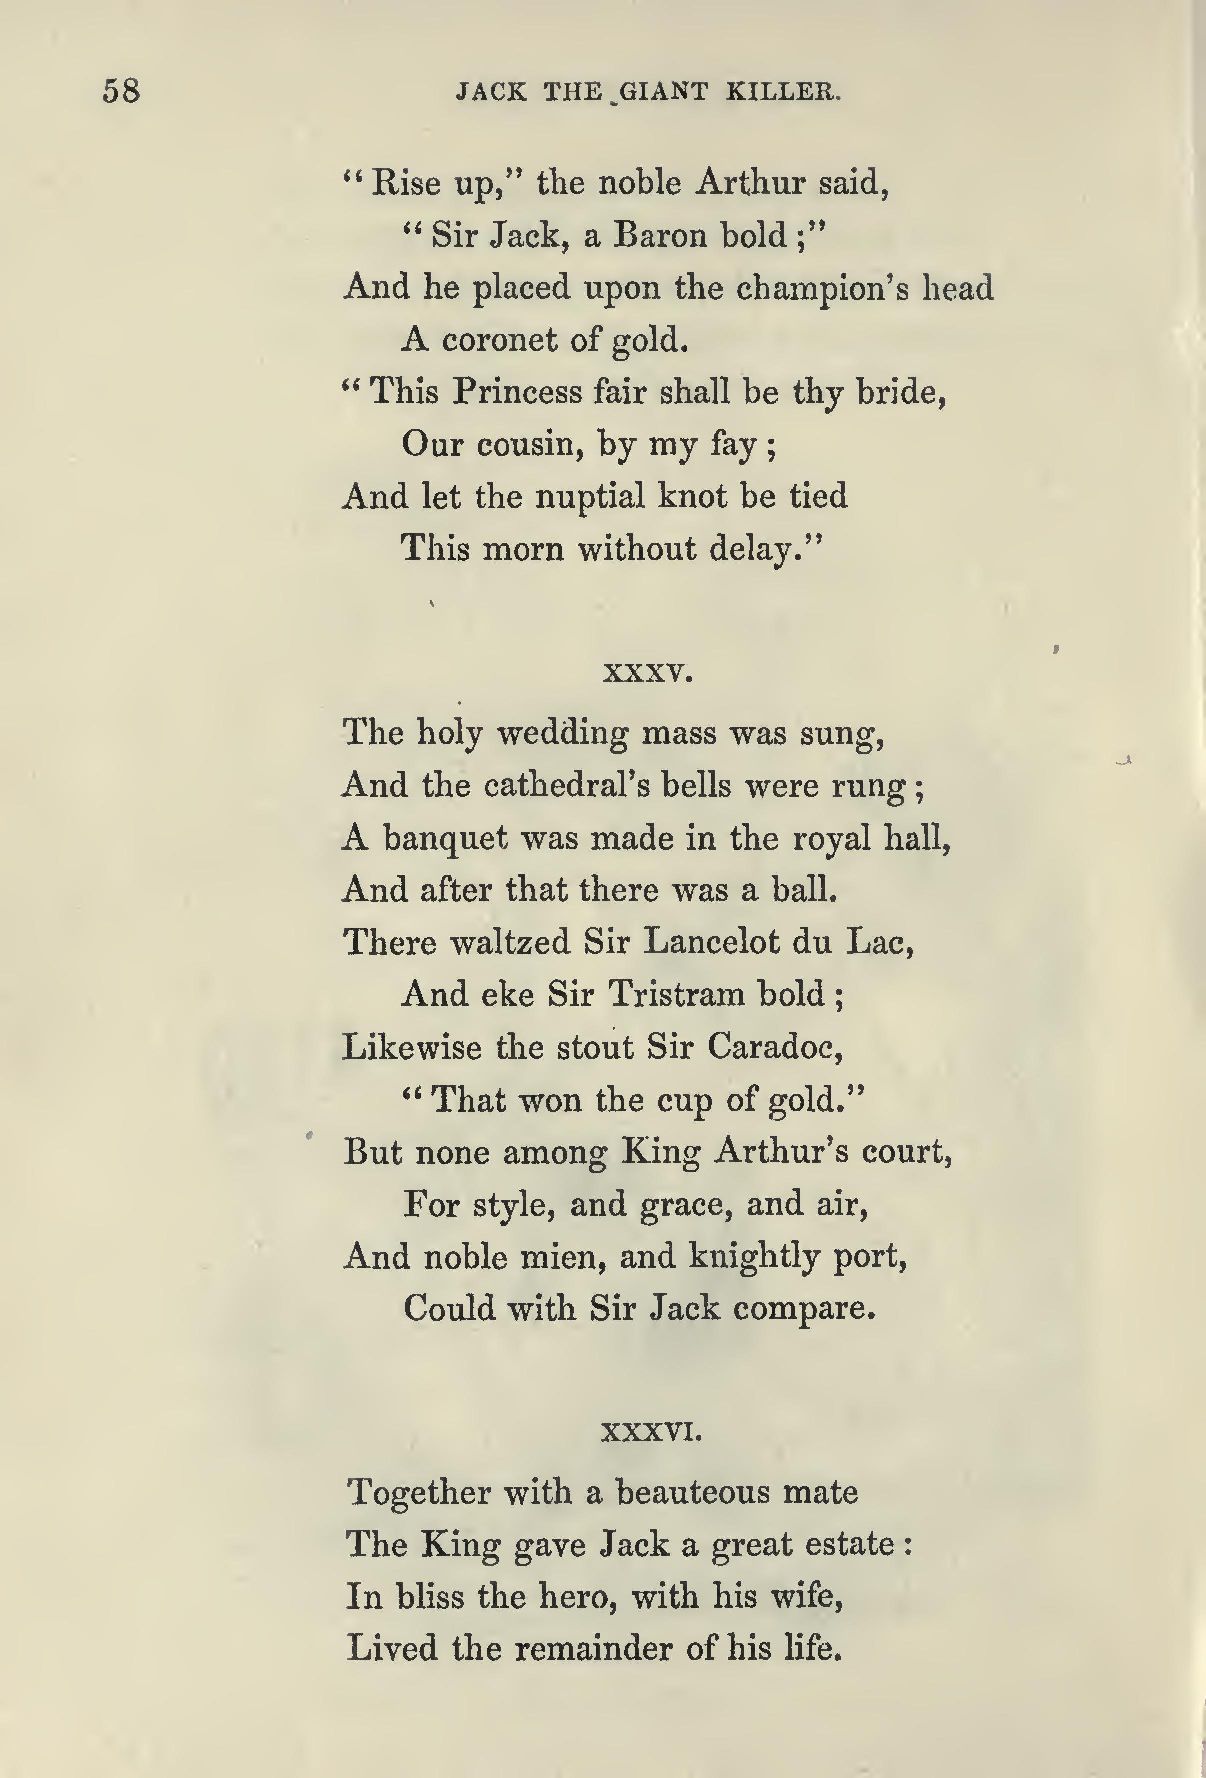 58 JACK THE GIANT KILLER.
“Rise up,” the noble Arthur said,
“Sir Jack, a Baron bold;”
And he placed upon the champion’s head
A coronet of gold.
“This Princess fair shall be thy bride,
Our cousin, by my fay;
And let the nuptial knot be tied
This morn without delay.”
XXXV.
The holy wedding mass was sung,
And the cathedral’s bells were rung;
A banquet was made in the royal hall,
And after that there was a ball.
There waltzed Sir Lancelot du Lac,
And eke Sir Tristram bold;
Likewise the stout Sir Caradoc,
“That won the cup of gold.”
But none among King Arthur’s court,
For style, and grace, and air,
And noble mien, and knightly port,
Could with Sir Jack compare.
XXXVI.
Together with a beauteous mate
The King gave Jack a great estate:
In bliss the hero, with his wife,
Lived the remainder of his life.